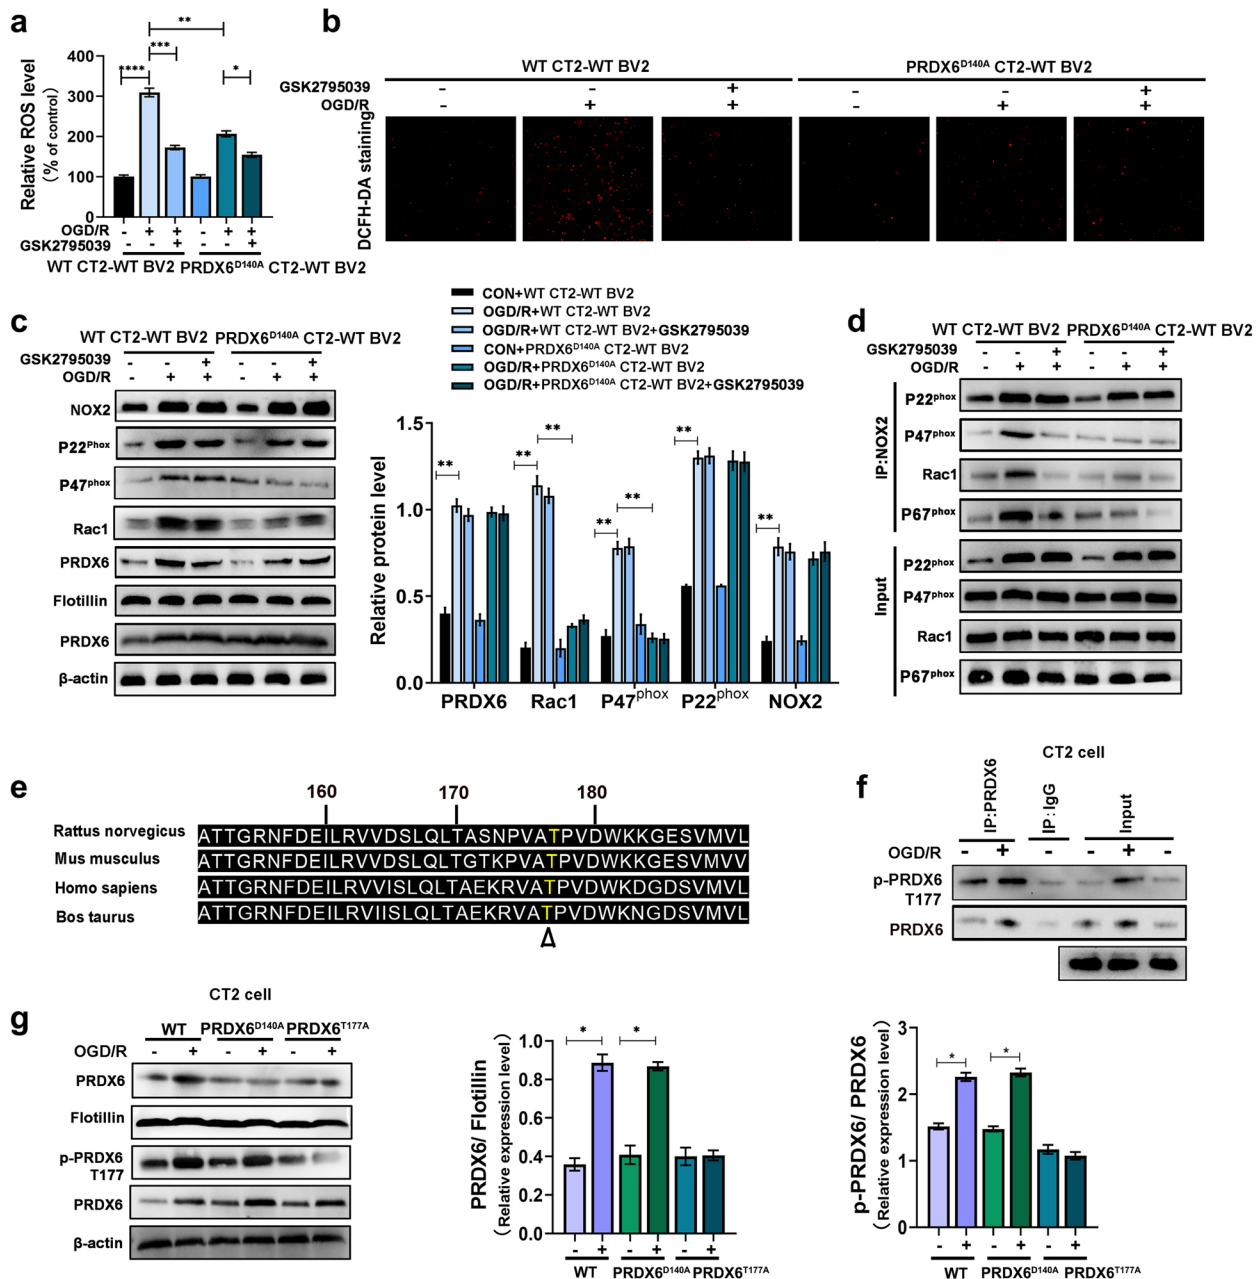 a
Relative ROS level
(% of control)
400
300
200
100
0
**
****
***
*
OGD/R - + + - + +
GSK2795039 - - + - - +
WT CT2-WT BV2 PRDX6D140A CT2-WT BV2
b
WT CT2-WT BV2 PRDX6D140A CT2-WT BV2
GSK2795039 - - + - - +
OGD/R - + + - + +
DCFH-DA staining
c
WT CT2-WT BV2 PRDX6D140A CT2-WT BV2
GSK2795039 - - + - - +
OGD/R - + + - + +
NOX2
P22Phox
P47phox
Rac1
PRDX6
Flotillin
PRDX6
β-actin
CON+WT CT2-WT BV2
OGD/R+WT CT2-WT BV2
OGD/R+WT CT2-WT BV2+GSK2795039
CON+PRDX6D140A CT2-WT BV2
OGD/R+PRDX6D140A CT2-WT BV2
OGD/R+PRDX6D140A CT2-WT BV2+GSK2795039
Relative protein level
1.5
1.0
0.5
0.0
**
**
**
**
**
**
**
PRDX6 Rac1 P47phox P22phox NOX2
d
WT CT2-WT BV2 PRDX6D140A CT2-WT BV2
GSK2795039 - - + - - +
OGD/R - + + - + +
IP:NOX2
P22phox
P47phox
Rac1
P67phox
Input
P22phox
P47phox
Rac1
P67phox
e
160 170 180
Rattus norvegicus ATTGRNFDEILRVVDSLQLTASNPVATPVDWKKGESVMVL
Mus musculus ATTGRNFDEILRVVDSLQLTGTKPVATPVDWKKGESVMVV
Homo sapiens ATTGRNFDEILRVVISLQLTAEKRVATPVDWKDGDSVMVL
Bos taurus ATTGRNFDEILRVIISLQLTAEKRVATPVDWKNGDSVMVL
f
CT2 cell
IP:PRDX6 IP:IgG Input
OGD/R - + - - + -
p-PRDX6
T177
PRDX6
g
CT2 cell
WT PRDX6D140A PRDX6T177A
OGD/R - + - + - +
PRDX6
Flotillin
p-PRDX6
T177
PRDX6
β-actin
PRDX6/ Flotillin
(Relative expression level)
1.0
0.8
0.6
0.4
0.2
0.0
*
*
- + - + - +
WT PRDX6D140A PRDX6T177A
p-PRDX6/ PRDX6
(Relative expression level)
3
2
1
0
*
*
- + - + - +
WT PRDX6D140A PRDX6T177A